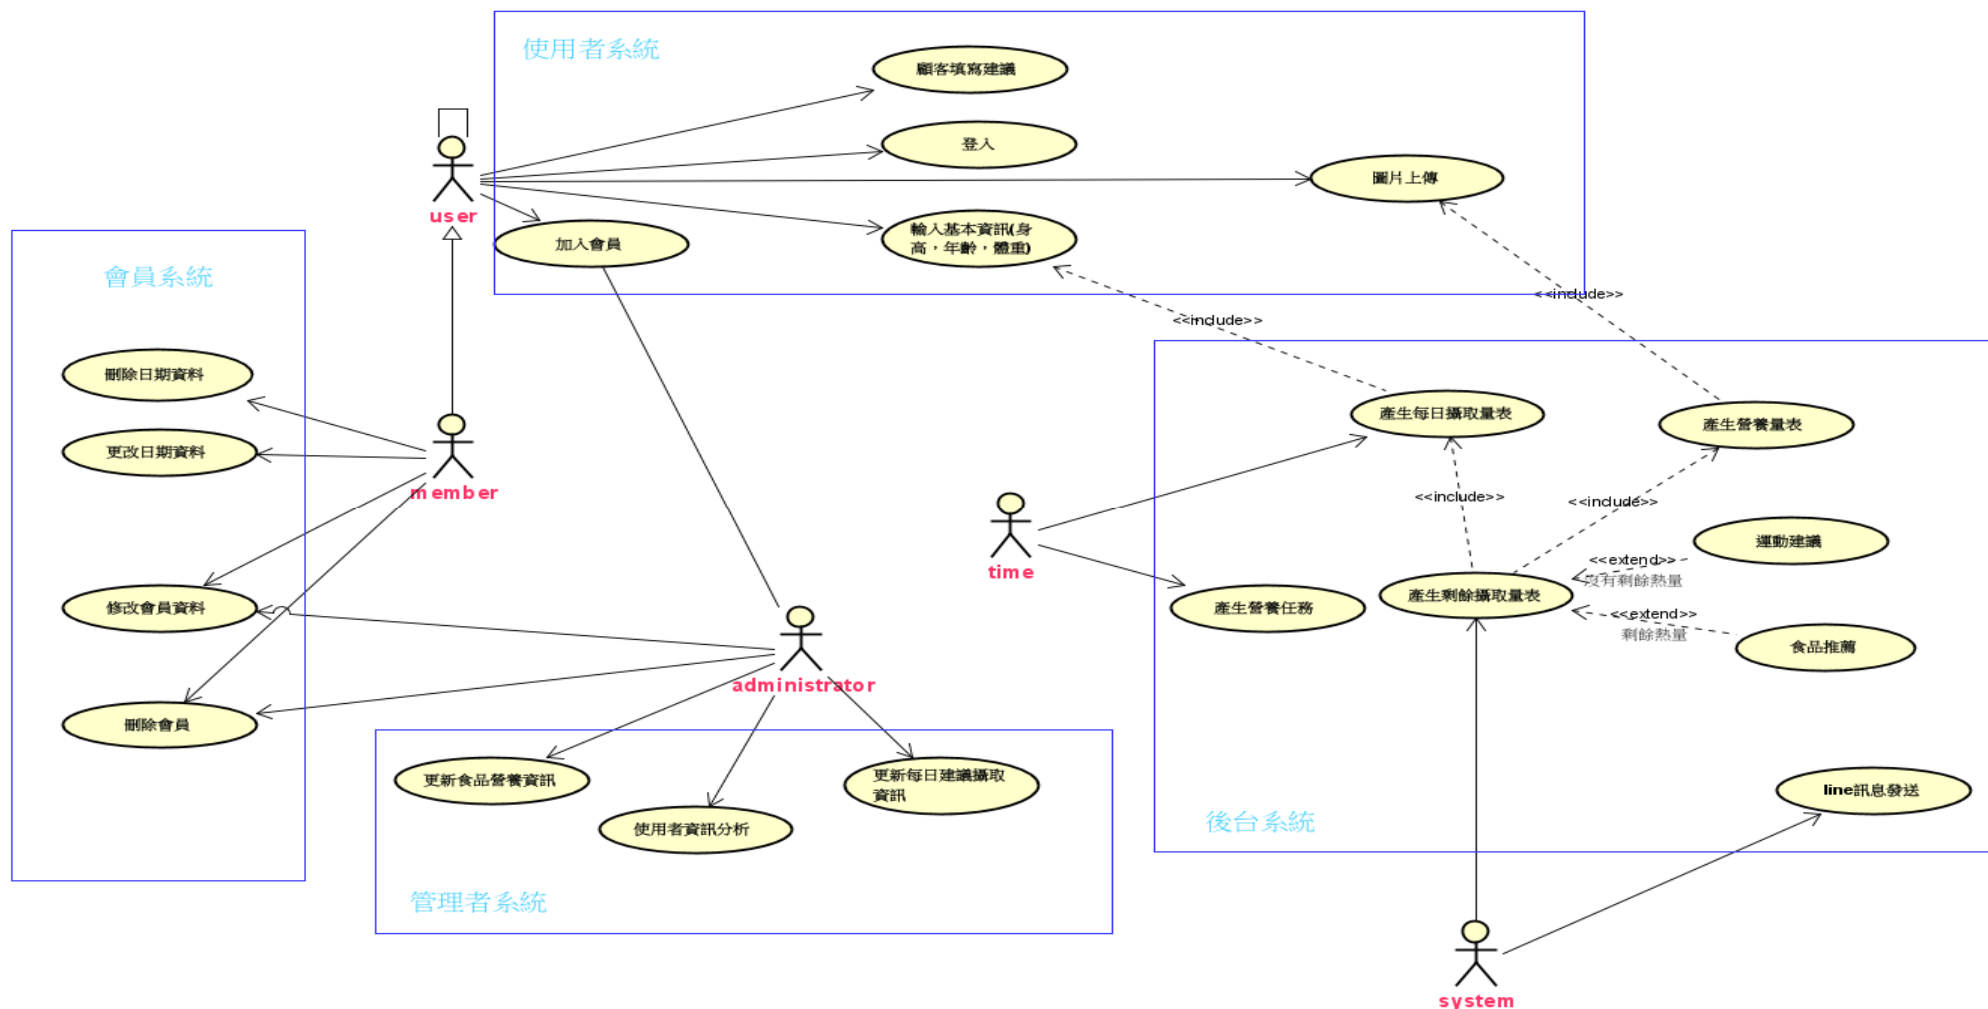 使用者系統
顧客填寫建議
登入
圖片上傳
user
輸入基本資訊(身
高，年齡，體重)
加入會員
會員系統
<<include>>
<<include>>
刪除日期資料
更改日期資料
member
修改會員資料
刪除會員
產生每日攝取量表
產生營養量表
<<include>>
<<include>>
time
運動建議
<<extend>>
沒有剩餘熱量
產生營養任務
產生剩餘攝取量表
<<extend>>
剩餘熱量
食品推薦
administrator
更新食品營養資訊
更新每日建議攝取
資訊
使用者資訊分析
管理者系統
line訊息發送
後台系統
system